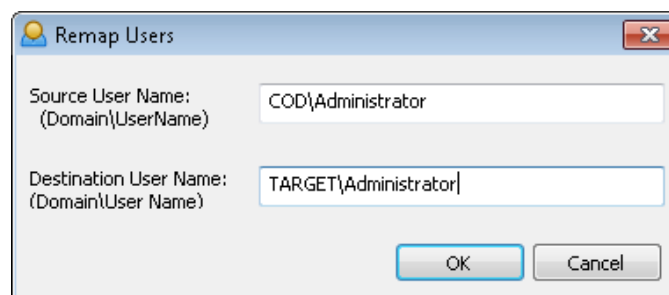 Remap Users
Source User Name:
(Domain\UserName)
COD\Administrator
Destination User Name:
(Domain\User Name)
TARGET\Administrator
OK
Cancel